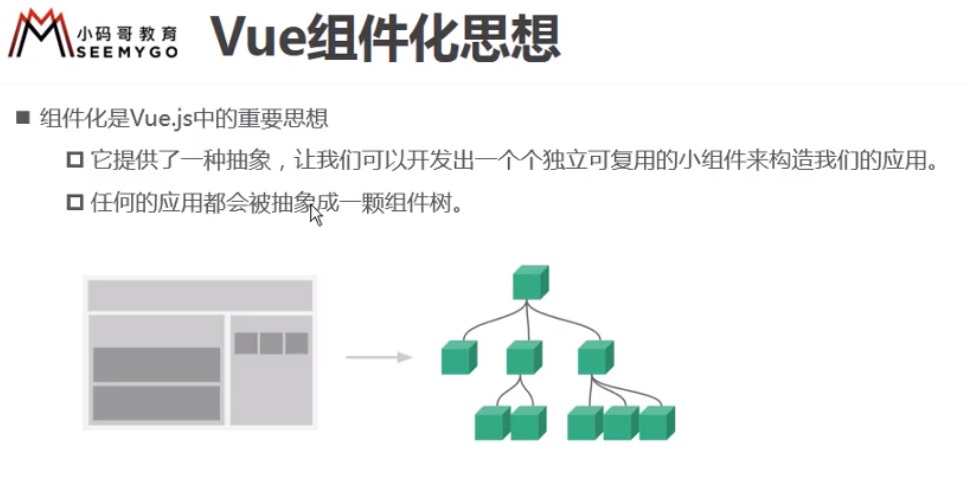 小码哥教育
SEEMYGO
Vue组件化思想
组件化是Vue.js中的重要思想
它提供了一种抽象，让我们可以开发出一个个独立可复用的小组件来构造我们的应用。
任何的应用都会被抽象成一颗组件树。